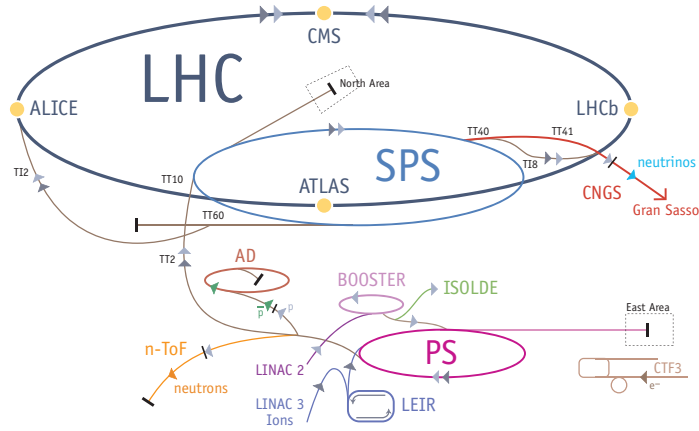 CMS
LHC
North Area
ALICE
LHCb
TT40
TT41
SPS
TI8
neutrinos
TI2
TT10
ATLAS
CNGS
Gran Sasso
TT60
TT2
AD
BOOSTER
ISOLDE
p̅
p
East Area
n-ToF
PS
LINAC 2
neutrons
CTF3
e⁻
LINAC 3
Ions
LEIR